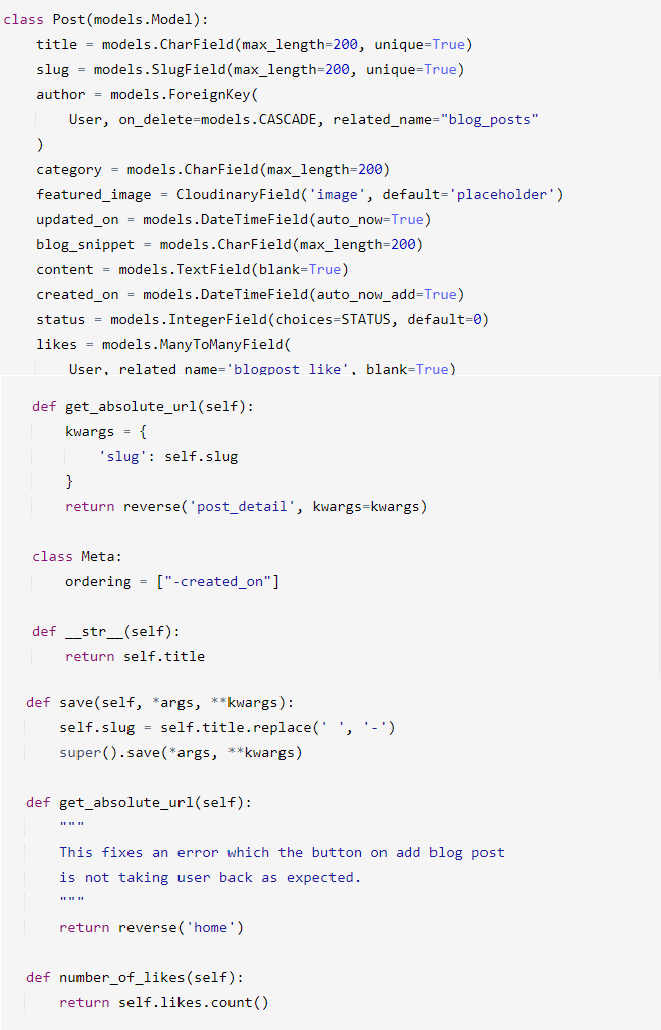 class Post(models.Model):
    title = models.CharField(max_length=200, unique=True)
    slug = models.SlugField(max_length=200, unique=True)
    author = models.ForeignKey(
        User, on_delete=models.CASCADE, related_name="blog_posts"
    )
    category = models.CharField(max_length=200)
    featured_image = CloudinaryField('image', default='placeholder')
    updated_on = models.DateTimeField(auto_now=True)
    blog_snippet = models.CharField(max_length=200)
    content = models.TextField(blank=True)
    created_on = models.DateTimeField(auto_now_add=True)
    status = models.IntegerField(choices=STATUS, default=0)
    likes = models.ManyToManyField(
        User, related_name='blogpost_like', blank=True)
    def get_absolute_url(self):
        kwargs = {
            'slug': self.slug
        }
        return reverse('post_detail', kwargs=kwargs)
    class Meta:
        ordering = ["-created_on"]
    def __str__(self):
        return self.title
    def save(self, *args, **kwargs):
        self.slug = self.title.replace(' ', '-')
        super().save(*args, **kwargs)
    def get_absolute_url(self):
        """
        This fixes an error which the button on add blog post
        is not taking user back as expected.
        """
        return reverse('home')
    def number_of_likes(self):
        return self.likes.count()